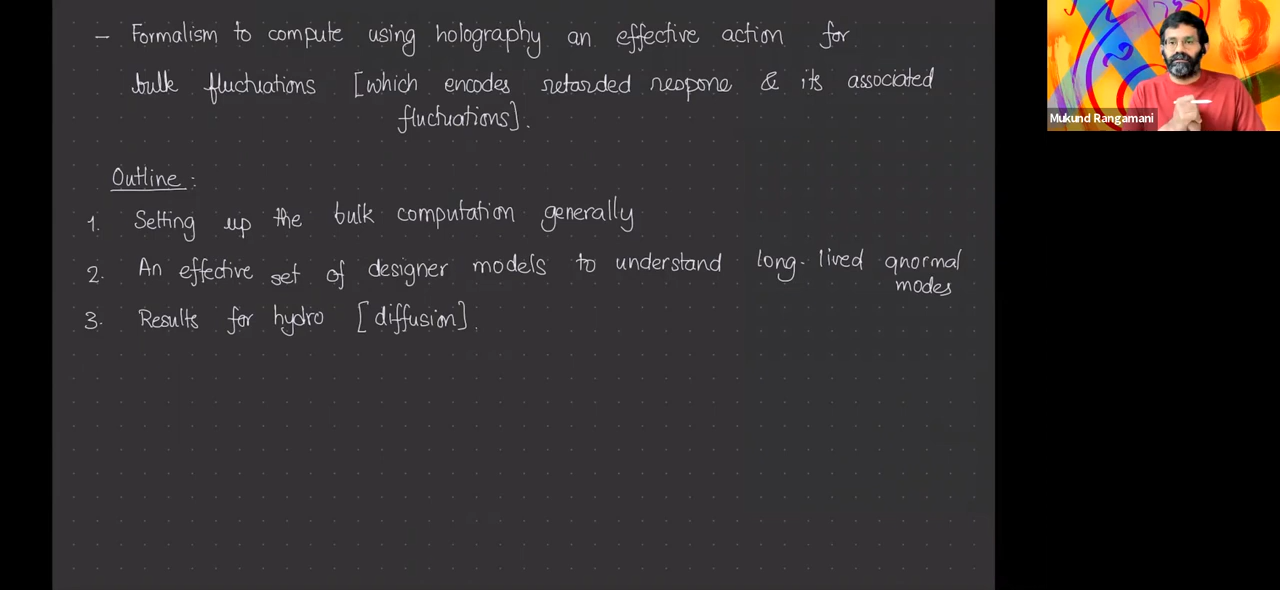 – Formalism to compute using holography an effective action for
bulk fluctuations [which encodes retarded respone & its associated
fluctuations].
Outline :
1. Setting up the bulk computation generally
2. An effective set of designer models to understand long-lived qnormal
modes
3. Results for hydro [diffusion].
Mukund Rangamani